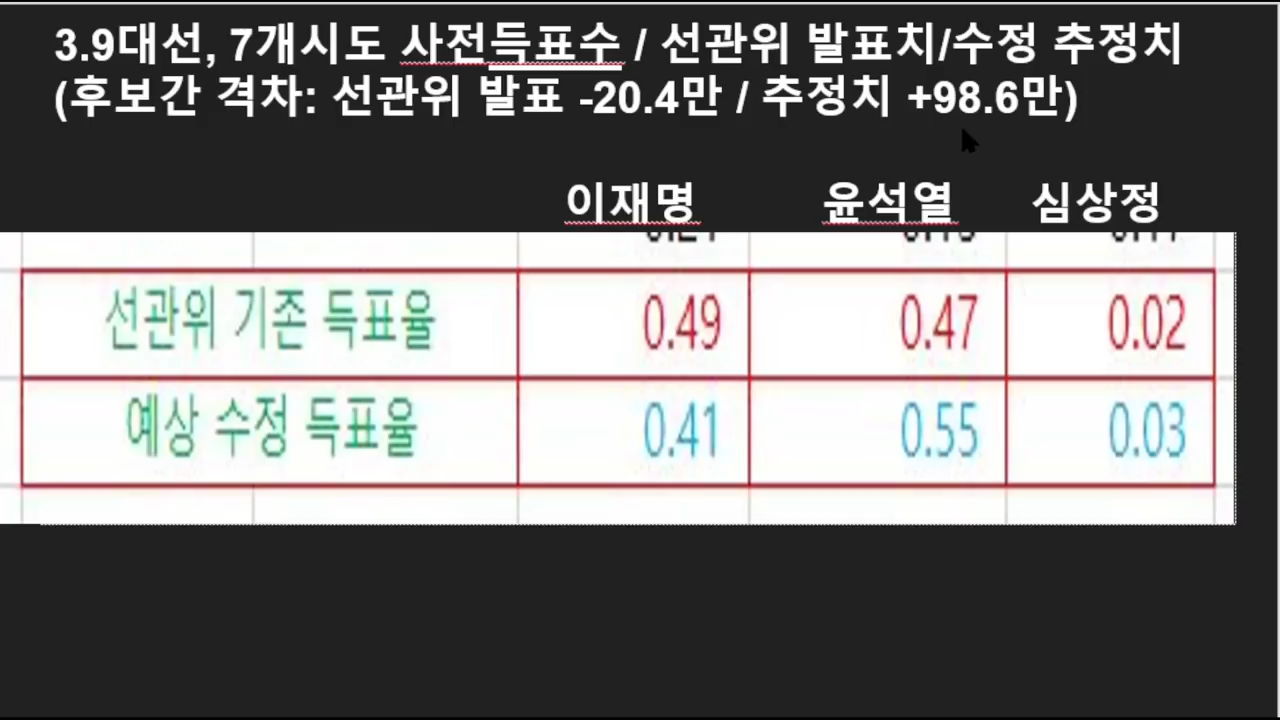 3.9대선, 7개시도 사전득표수 / 선관위 발표치/수정 추정치
(후보간 격차: 선관위 발표 -20.4만 / 추정치 +98.6만)
이재명 윤석열 심상정
선관위 기존 득표율 0.49 0.47 0.02
예상 수정 득표율 0.41 0.55 0.03